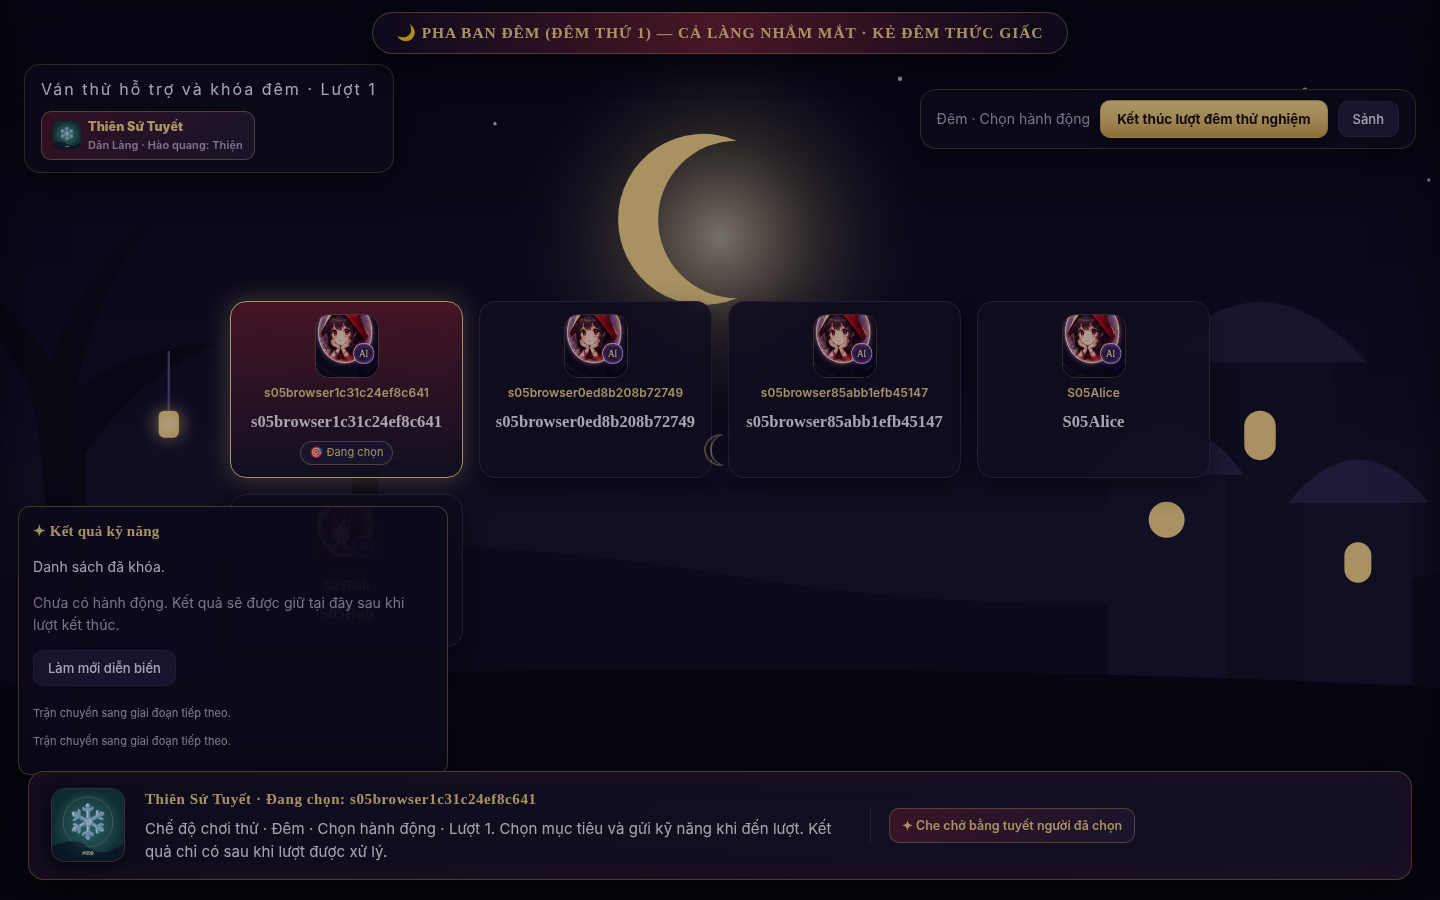 🌙 PHA BAN ĐÊM (ĐÊM THỨ 1) — CẢ LÀNG NHẮM MẮT · KẺ ĐÊM THỨC GIẤC
Ván thử hỗ trợ và khóa đêm · Lượt 1
Thiên Sứ Tuyết
Dân Làng · Hào quang: Thiện
Đêm · Chọn hành động
Kết thúc lượt đêm thử nghiệm
Sảnh
AI
s05browser1c31c24ef8c641
s05browser1c31c24ef8c641
🎯 Đang chọn
AI
s05browser0ed8b208b72749
s05browser0ed8b208b72749
AI
s05browser85abb1efb45147
s05browser85abb1efb45147
AI
S05Alice
S05Alice
S05Bob
S05Bob
✦ Kết quả kỹ năng
Danh sách đã khóa.
Chưa có hành động. Kết quả sẽ được giữ tại đây sau khi
lượt kết thúc.
Làm mới diễn biến
Trận chuyển sang giai đoạn tiếp theo.
Trận chuyển sang giai đoạn tiếp theo.
Thiên Sứ Tuyết · Đang chọn: s05browser1c31c24ef8c641
Chế độ chơi thử · Đêm · Chọn hành động · Lượt 1. Chọn mục tiêu và gửi kỹ năng khi đến lượt. Kết
quả chỉ có sau khi lượt được xử lý.
✦ Che chở bằng tuyết người đã chọn